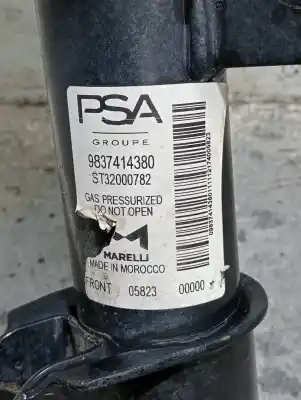 PSA
GROUPE
9837414380
ST32000782
GAS PRESSURIZED
DO NOT OPEN
MARELLI
MADE IN MOROCCO
FRONT 05823 00000